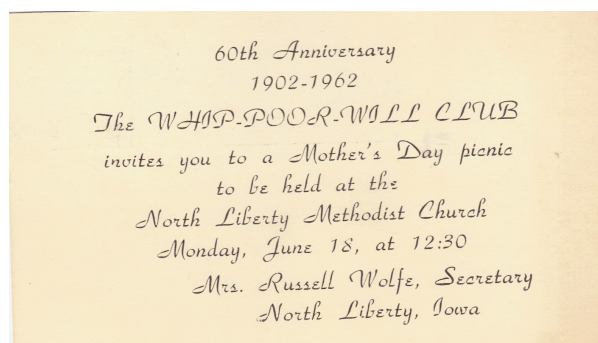 60th Anniversary
1902-1962
The WHIP-POOR-WILL CLUB
invites you to a Mother's Day picnic
to be held at the
North Liberty Methodist Church
Monday, June 18, at 12:30
Mrs. Russell Wolfe, Secretary
North Liberty, Iowa